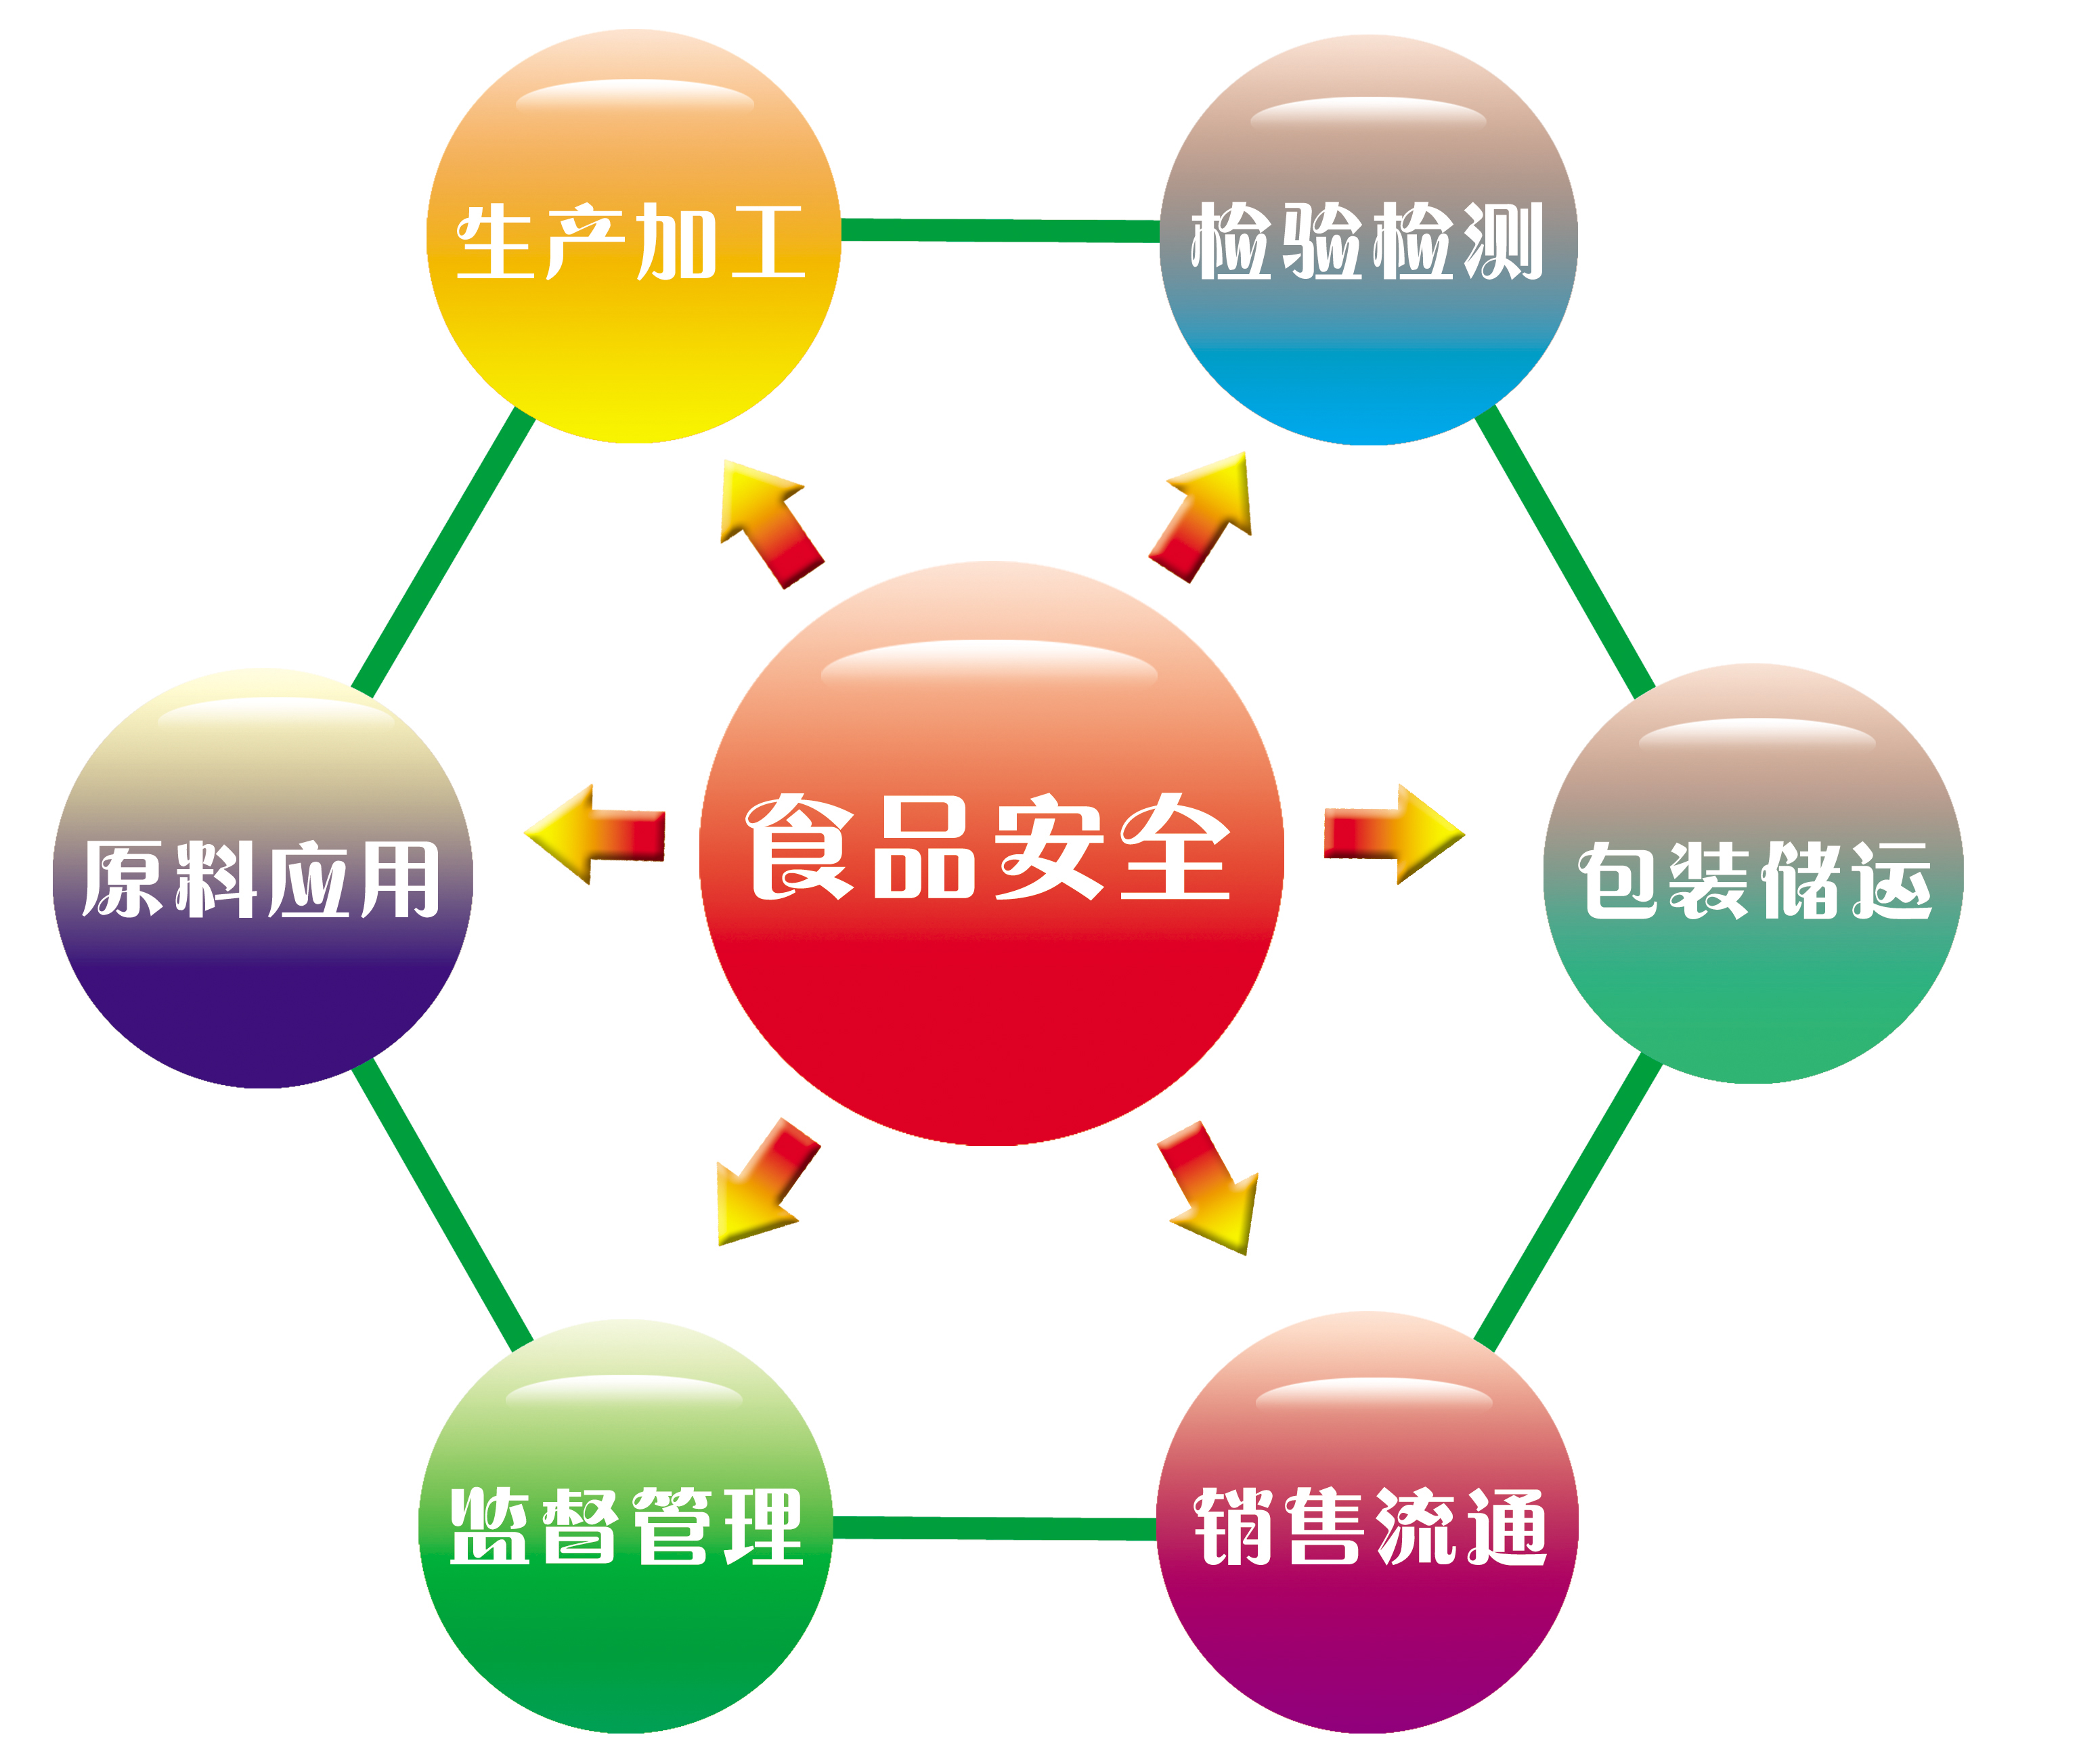 生产加工
检验检测
原料应用
食品安全
包装储运
监督管理
销售流通